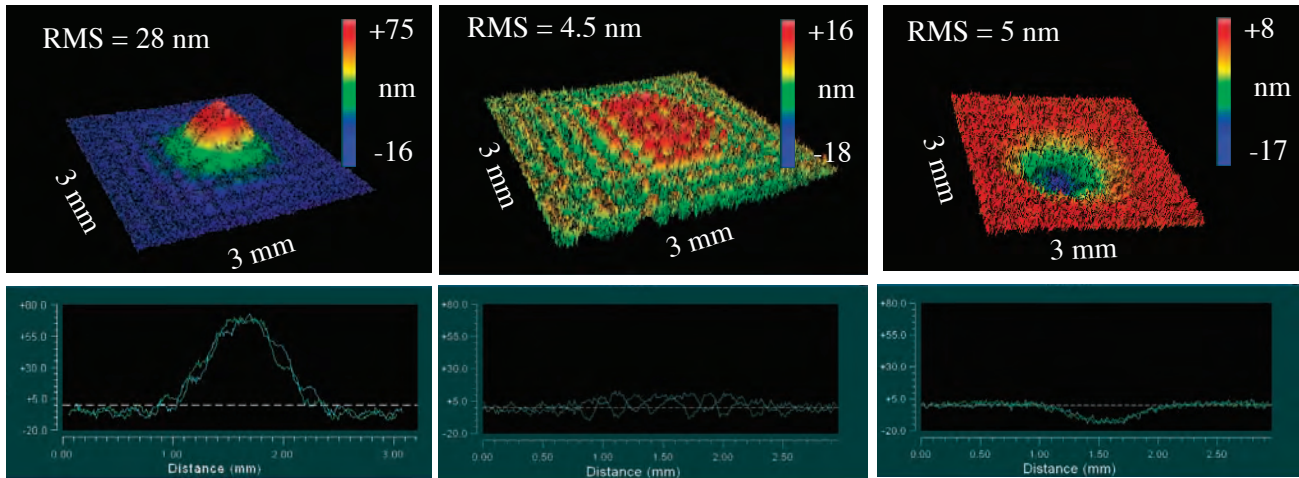 RMS = 28 nm
+75
nm
-16
3 mm
3 mm
RMS = 4.5 nm
+16
nm
-18
3 mm
3 mm
RMS = 5 nm
+8
nm
-17
3 mm
3 mm
+80.0
+55.0
+30.0
+5.0
-20.0
0.00 1.00 2.00 3.00
Distance (mm)
+80.0
+55.0
+30.0
+5.0
-20.0
0.00 0.50 1.00 1.50 2.00 2.50
Distance (mm)
+80.0
+55.0
+30.0
+5.0
-20.0
0.00 0.50 1.00 1.50 2.00 2.50
Distance (mm)